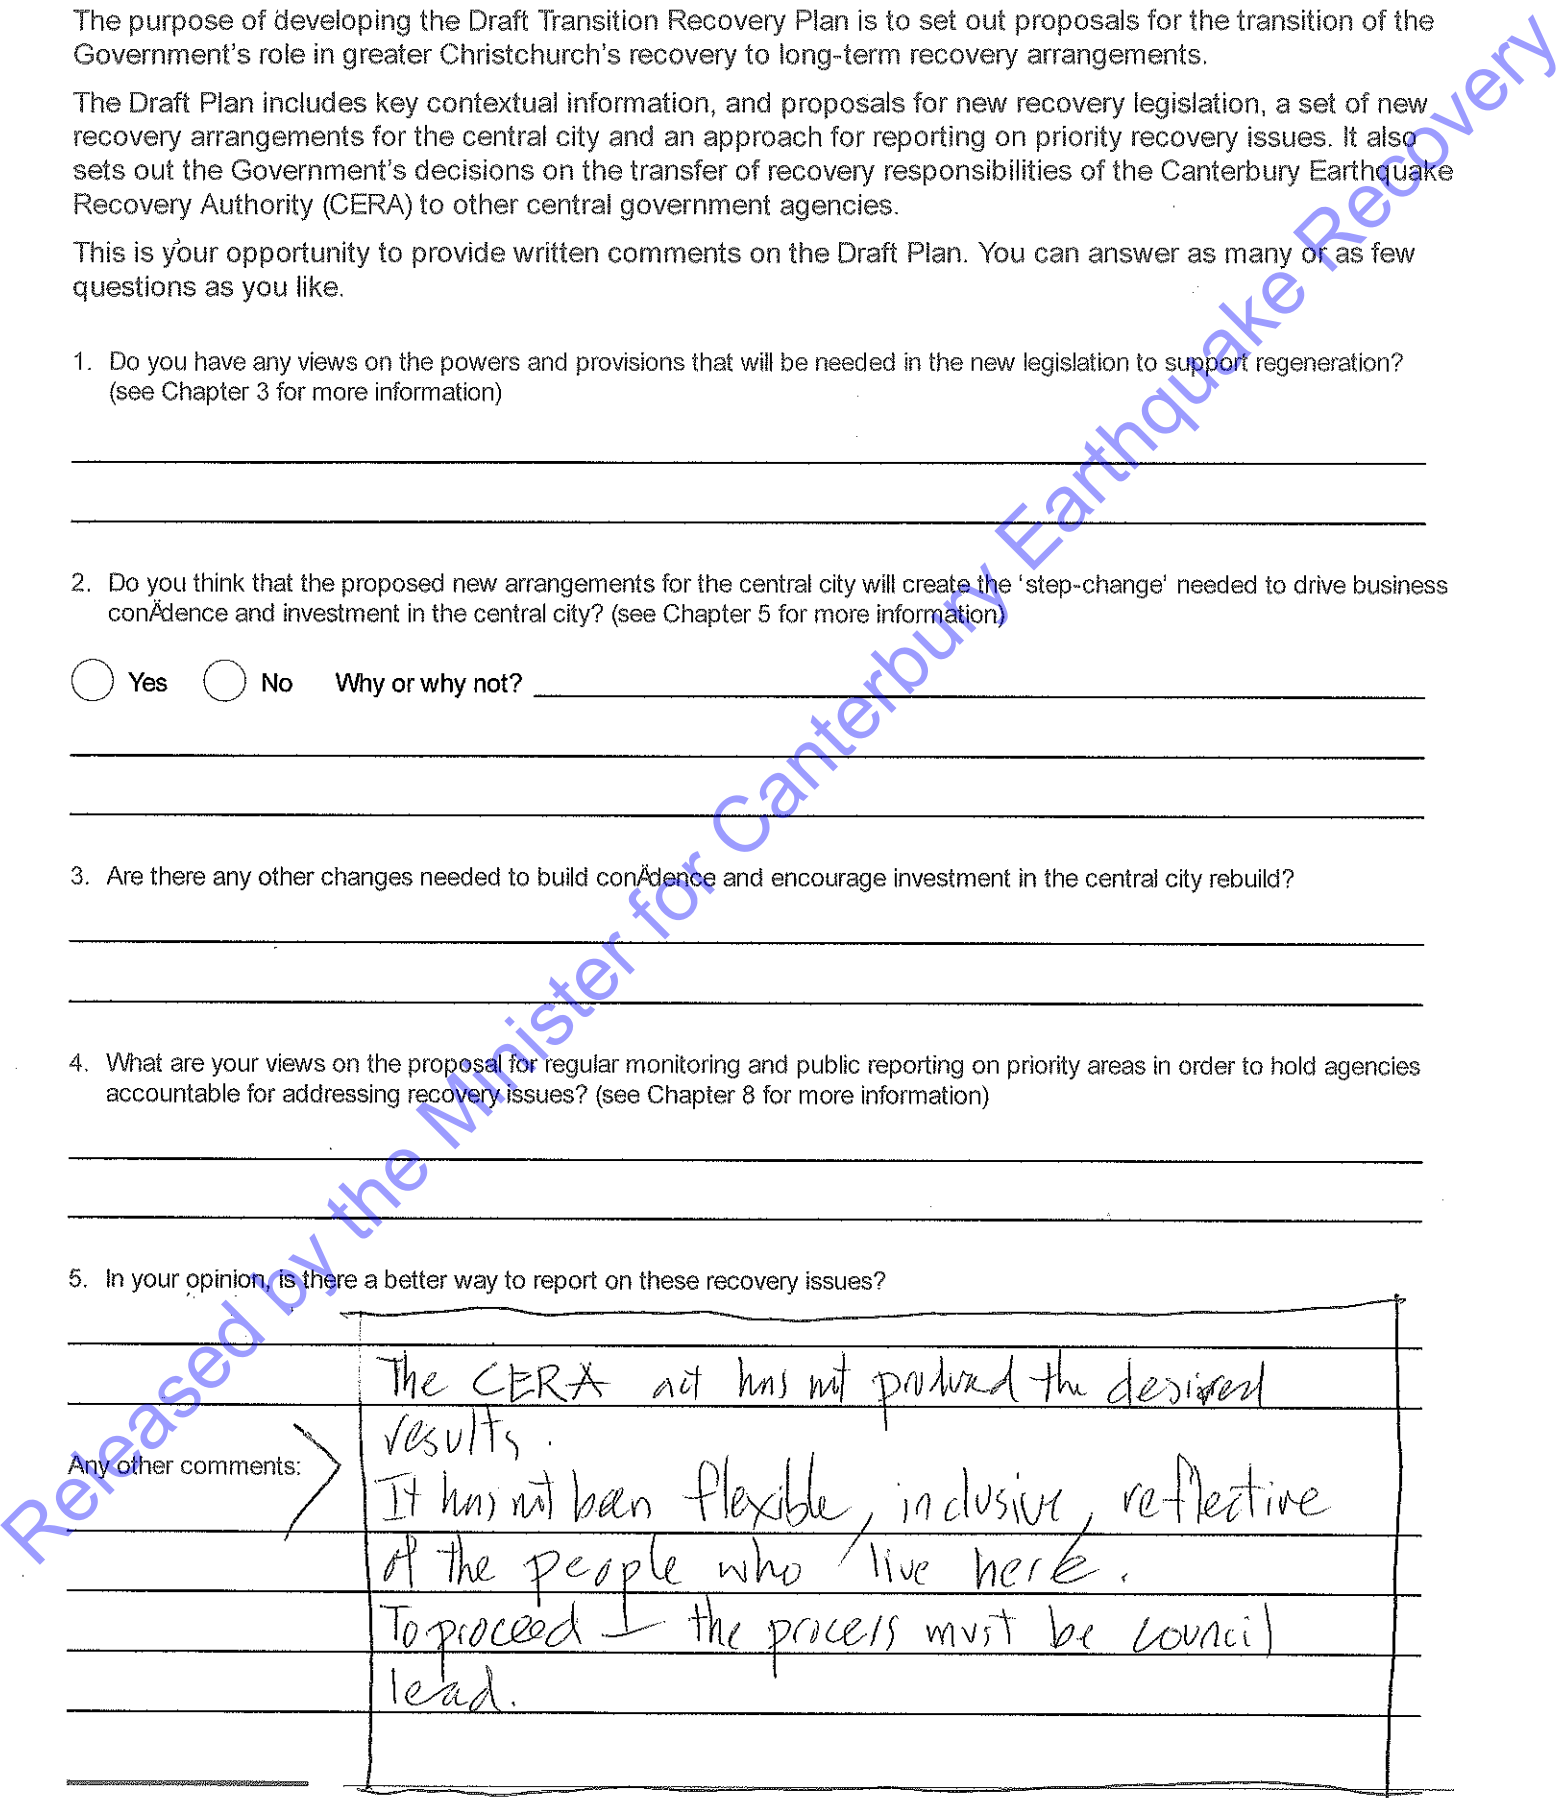 The purpose of developing the Draft Transition Recovery Plan is to set out proposals for the transition of the
Government's role in greater Christchurch's recovery to long-term recovery arrangements.
The Draft Plan includes key contextual information, and proposals for new recovery legislation, a set of new
recovery arrangements for the central city and an approach for reporting on priority recovery issues. It also
sets out the Government's decisions on the transfer of recovery responsibilities of the Canterbury Earthquake
Recovery Authority (CERA) to other central government agencies.
This is your opportunity to provide written comments on the Draft Plan. You can answer as many or as few
questions as you like.
1. Do you have any views on the powers and provisions that will be needed in the new legislation to support regeneration?
(see Chapter 3 for more information)
2. Do you think that the proposed new arrangements for the central city will create the 'step-change' needed to drive business
conÄdence and investment in the central city? (see Chapter 5 for more information)
Yes No Why or why not?
3. Are there any other changes needed to build conÄdence and encourage investment in the central city rebuild?
4. What are your views on the proposal for regular monitoring and public reporting on priority areas in order to hold agencies
accountable for addressing recovery issues? (see Chapter 8 for more information)
5. In your opinion, is there a better way to report on these recovery issues?
The CERA act has not produced the desired
results.
Any other comments:
It has not been flexible, inclusive, reflective
of the people who live here.
To proceed - the process must be council
lead.
Released by the Minister for Canterbury Earthquake Recovery